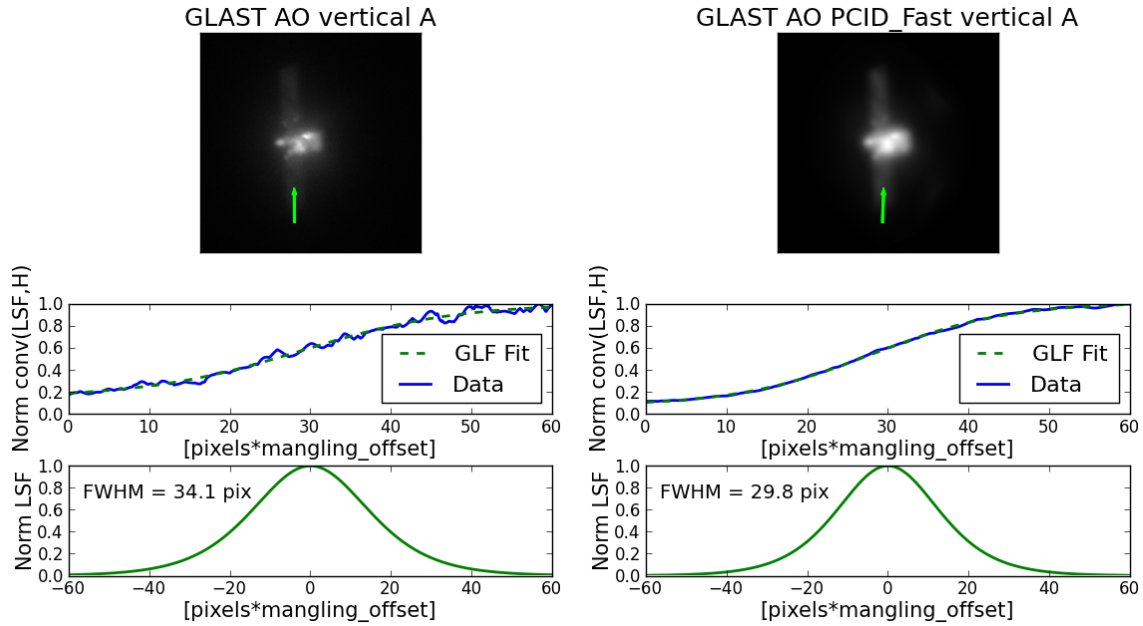 GLAST AO vertical A
Norm conv(LSF,H)
1.0
0.8
0.6
0.4
0.2
0.0
GLF Fit
Data
0 10 20 30 40 50 60
[pixels*mangling_offset]
Norm LSF
1.0
0.8
0.6
0.4
0.2
0.0
FWHM = 34.1 pix
−60 −40 −20 0 20 40 60
[pixels*mangling_offset]
GLAST AO PCID_Fast vertical A
Norm conv(LSF,H)
1.0
0.8
0.6
0.4
0.2
0.0
GLF Fit
Data
0 10 20 30 40 50 60
[pixels*mangling_offset]
Norm LSF
1.0
0.8
0.6
0.4
0.2
0.0
FWHM = 29.8 pix
−60 −40 −20 0 20 40 60
[pixels*mangling_offset]